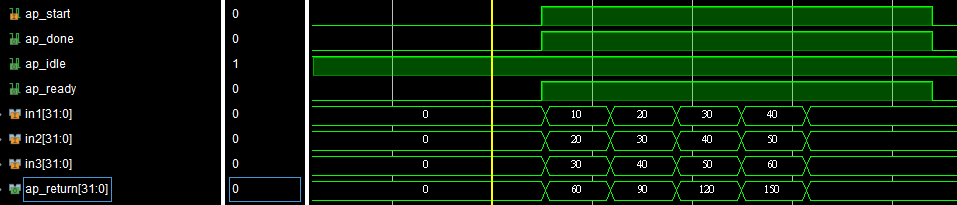 ap_start 0
ap_done 0
ap_idle 1
ap_ready 0
in1[31:0] 0 0 10 20 30 40
in2[31:0] 0 0 20 30 40 50
in3[31:0] 0 0 30 40 50 60
ap_return[31:0] 0 0 60 90 120 150